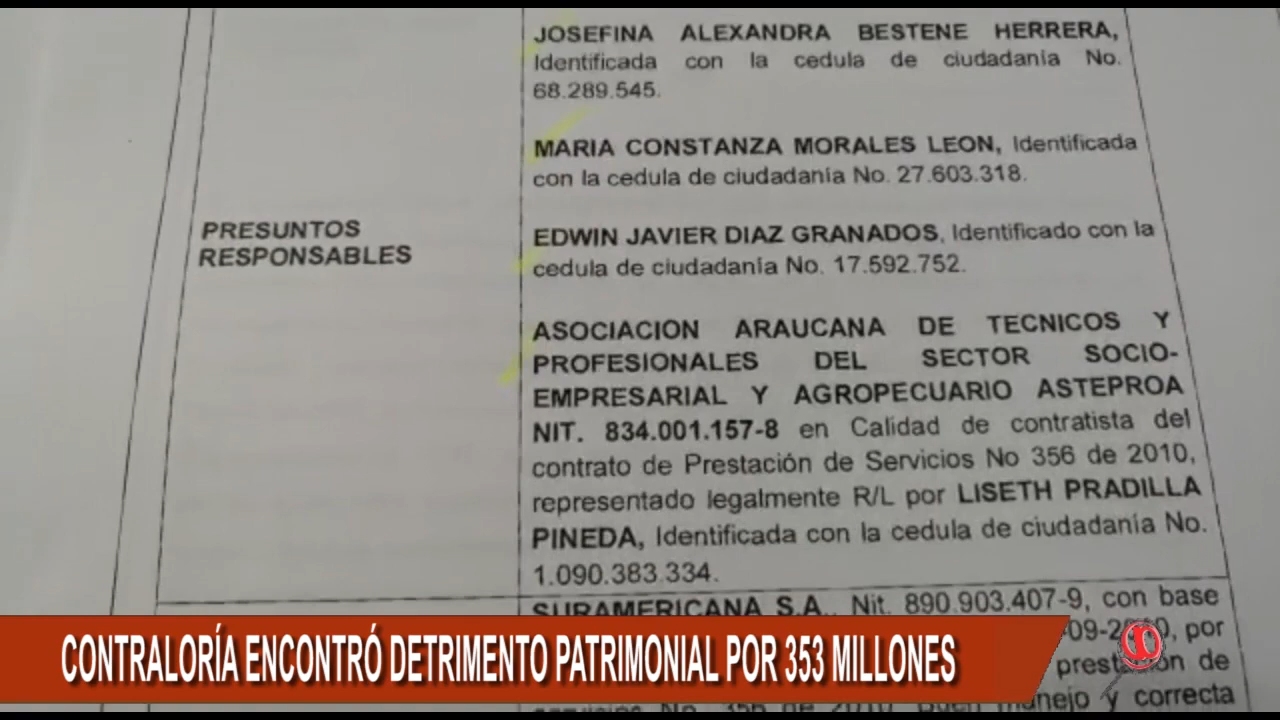 JOSEFINA ALEXANDRA BESTENE HERRERA,
Identificada con la cedula de ciudadanía No.
68.289.545.
MARIA CONSTANZA MORALES LEON, Identificada
con la cedula de ciudadanía No. 27.603.318.
PRESUNTOS
RESPONSABLES
EDWIN JAVIER DIAZ GRANADOS, Identificado con la
cedula de ciudadanía No. 17.592.752.
ASOCIACION ARAUCANA DE TECNICOS Y
PROFESIONALES DEL SECTOR SOCIO-
EMPRESARIAL Y AGROPECUARIO ASTEPROA
NIT. 834.001.157-8 en Calidad de contratista del
contrato de Prestación de Servicios No 356 de 2010,
representado legalmente R/L por LISETH PRADILLA
PINEDA, Identificada con la cedula de ciudadanía No.
1.090.383.334.
SURAMERICANA S.A., Nit. 890.903.407-9, con base
por
prestación de
manejo y correcta
CONTRALORÍA ENCONTRÓ DETRIMENTO PATRIMONIAL POR 353 MILLONES